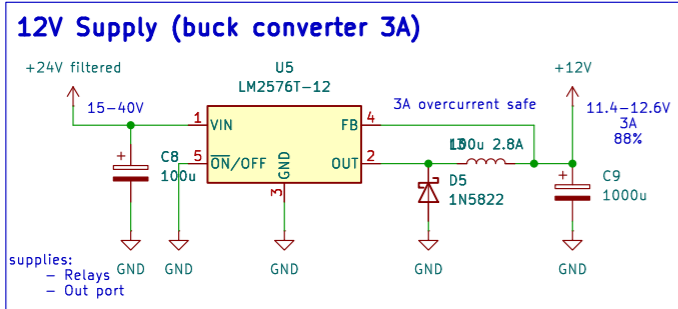 12V Supply (buck converter 3A)
+24V filtered
U5
LM2576T-12
+12V
15-40V
3A overcurrent safe
11.4-12.6V
3A
88%
1
VIN
FB
4
5
ON/OFF
GND
OUT
2
3
100u 2.8A
+
C8
100u
D5
1N5822
+
C9
1000u
GND
GND
GND
GND
GND
supplies:
- Relays
- Out port